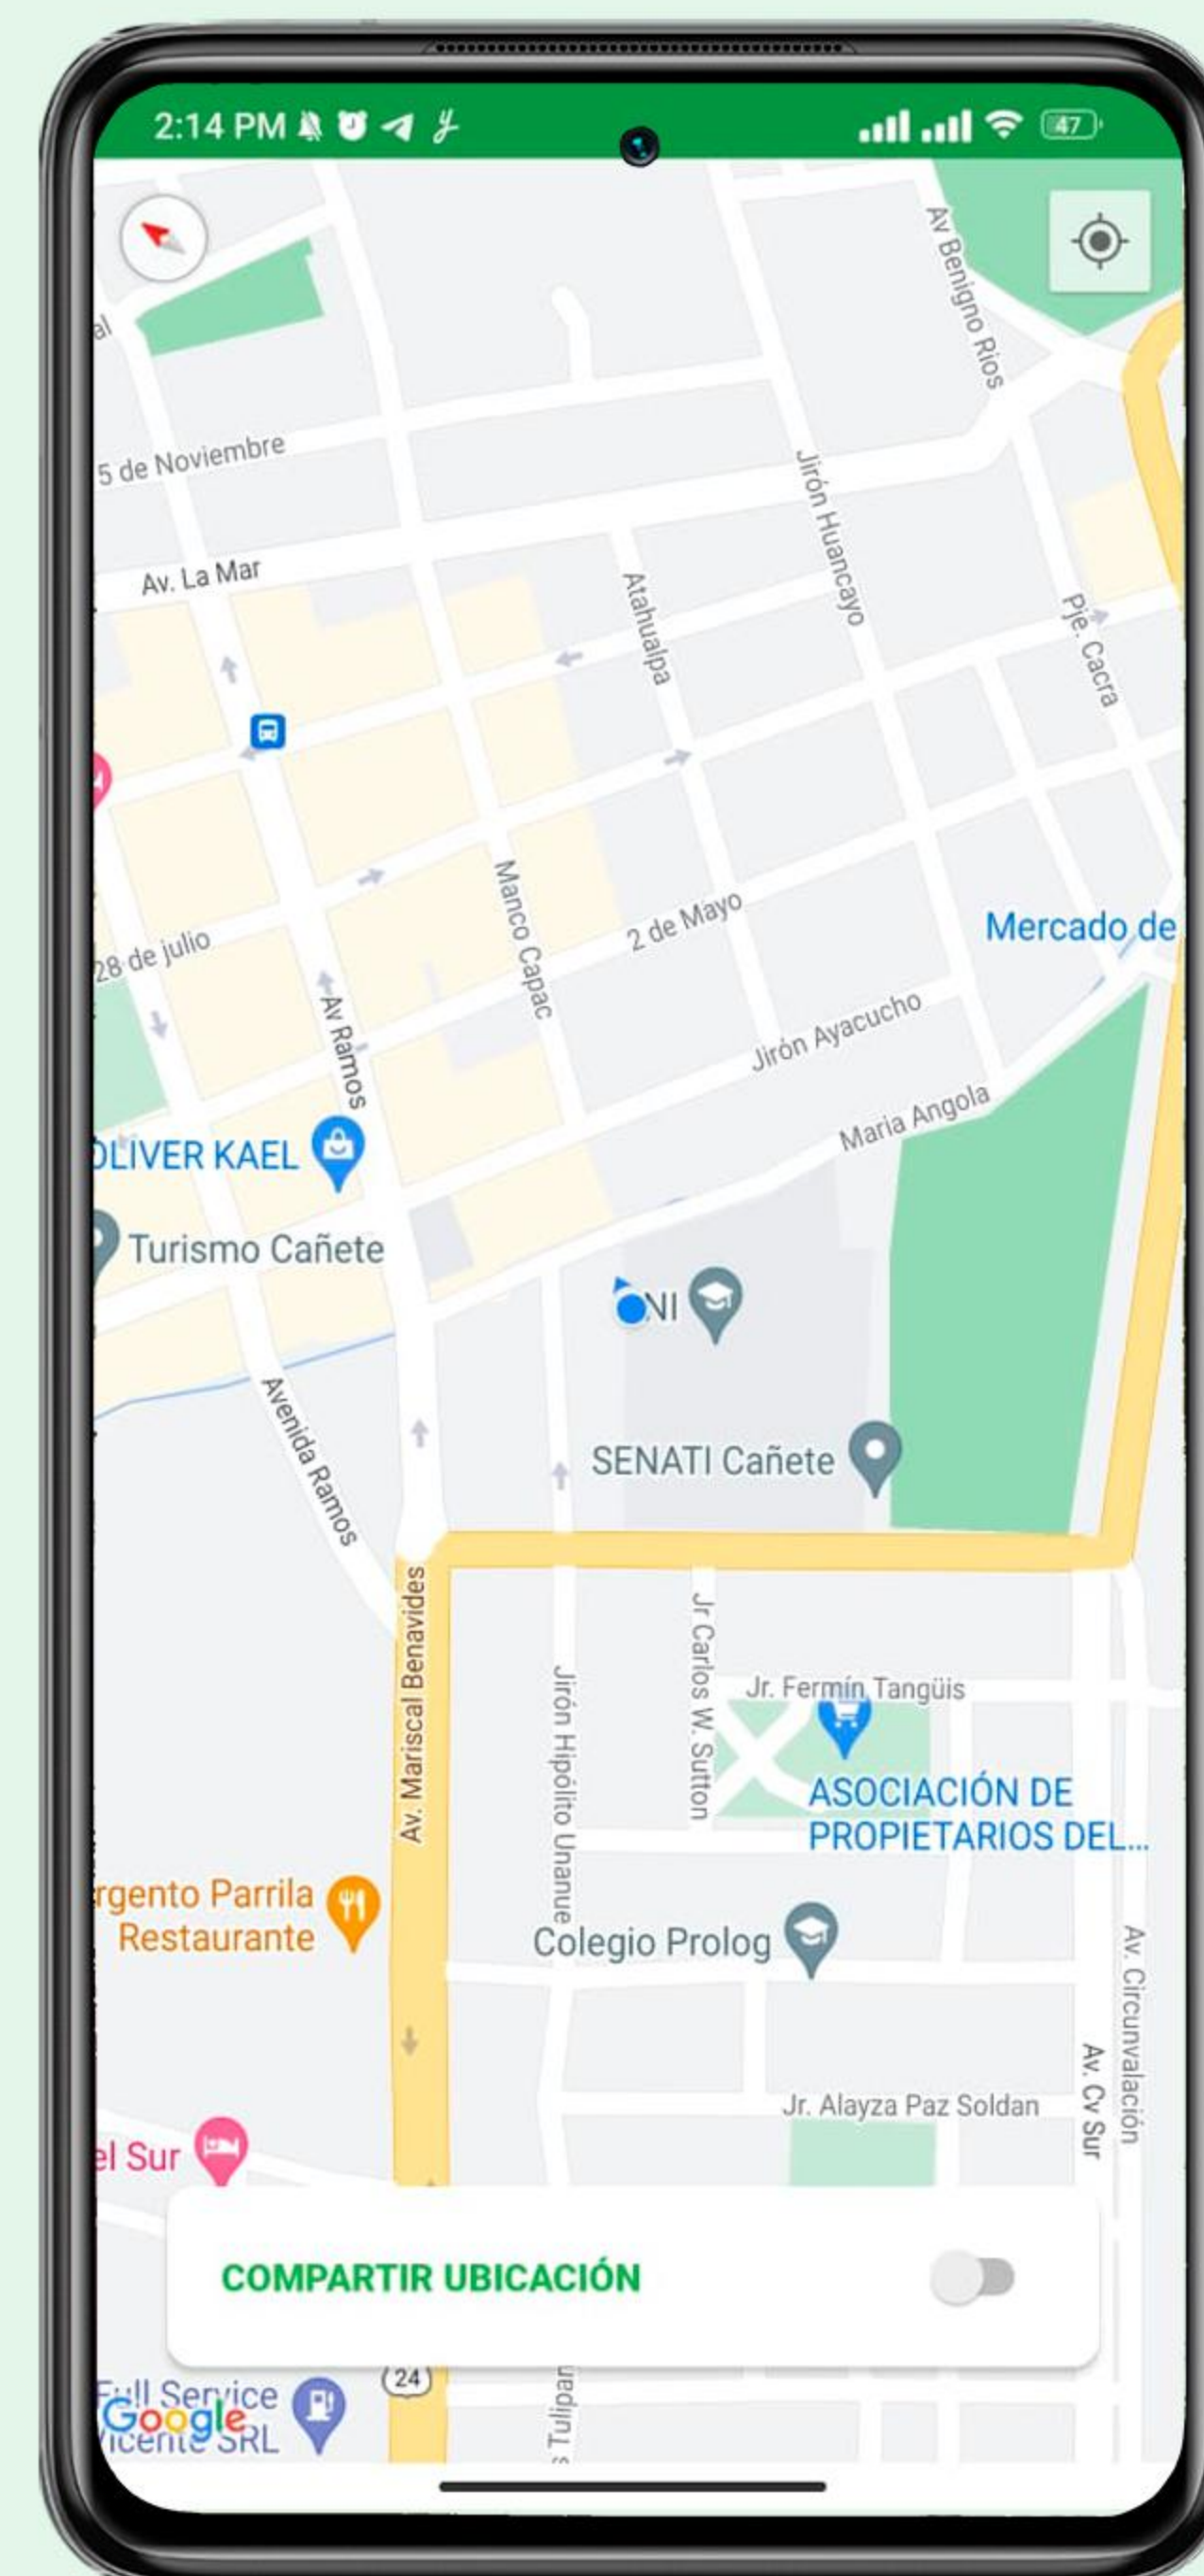 2:14 PM
47
Av Benigno Rios
al
5 de Noviembre
Jirón Huancayo
Av. La Mar
Atahualpa
Pje. Cacra
Manco Capac
2 de Mayo
Mercado de
28 de julio
Av Ramos
Jirón Ayacucho
Maria Angola
OLIVER KAEL
Turismo Cañete
NI
Avenida Ramos
SENATI Cañete
Av. Mariscal Benavides
Jr Carlos W. Sutton
Jirón Hipólito Unanue
Jr. Fermín Tangüis
ASOCIACIÓN DE
PROPIETARIOS DEL...
rgento Parrila
Restaurante
Colegio Prolog
Av. Circunvalación
Av. Cv Sur
Jr. Alayza Paz Soldan
el Sur
COMPARTIR UBICACIÓN
24
Full Service
Google
Vicente SRL
s Tulipan